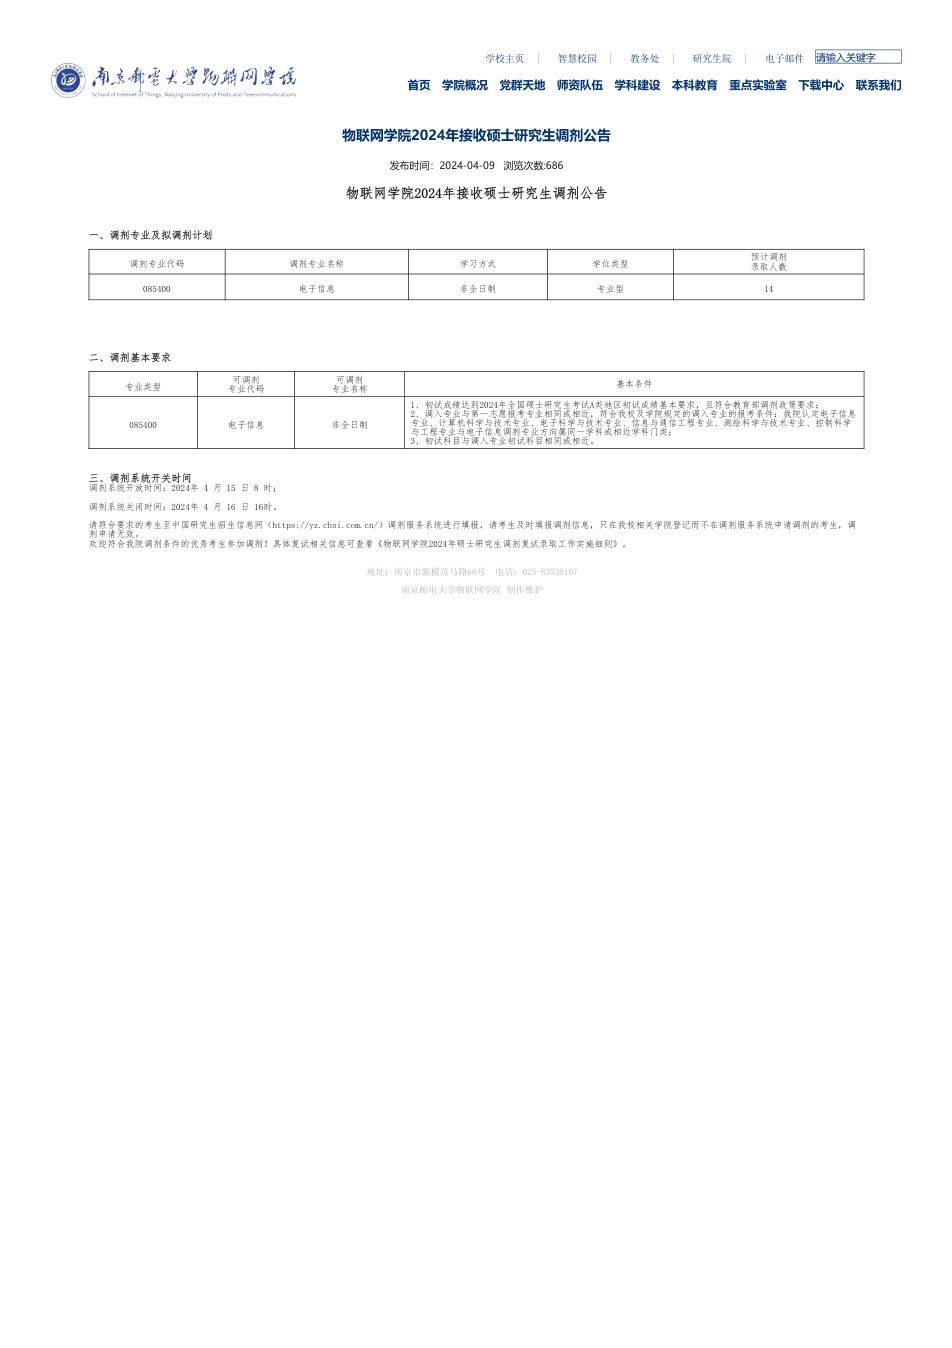 学校主页 智慧校园 教务处 研究生院 电子邮件 请输入关键字
南京邮电大学物联网学院
School of Internet of Things, Nanjing University of Posts and Telecommunications
首页 学院概况 党群天地 师资队伍 学科建设 本科教育 重点实验室 下载中心 联系我们
物联网学院2024年接收硕士研究生调剂公告
发布时间：2024-04-09 浏览次数:686
物联网学院2024年接收硕士研究生调剂公告
一、调剂专业及拟调剂计划
调剂专业代码 调剂专业名称 学习方式 学位类型 预计调剂
录取人数
085400 电子信息 非全日制 专业型 14
二、调剂基本要求
专业类型 可调剂
专业代码 可调剂
专业名称 基本条件
085400 电子信息 非全日制
1、初试成绩达到2024年全国硕士研究生考试A类地区初试成绩基本要求，且符合教育部调剂政策要求；
2、调入专业与第一志愿报考专业相同或相近，符合我校及学院规定的调入专业的报考条件；我院认定电子信息
专业、计算机科学与技术专业、电子科学与技术专业、信息与通信工程专业、测绘科学与技术专业、控制科学
与工程专业与电子信息调剂专业方向属同一学科或相近学科门类；
3、初试科目与调入专业初试科目相同或相近。
三、调剂系统开关时间
调剂系统开放时间：2024年 4 月 15 日 8 时；
调剂系统关闭时间：2024年 4 月 16 日 16时。
请符合要求的考生至中国研究生招生信息网（https://yz.chsi.com.cn/）调剂服务系统进行填报，请考生及时填报调剂信息，只在我校相关学院登记而不在调剂服务系统申请调剂的考生，调
剂申请无效。
欢迎符合我院调剂条件的优秀考生参加调剂！具体复试相关信息可查看《物联网学院2024年硕士研究生调剂复试录取工作实施细则》。
地址：南京市新模范马路66号 电话：025-83535107
南京邮电大学物联网学院 制作维护